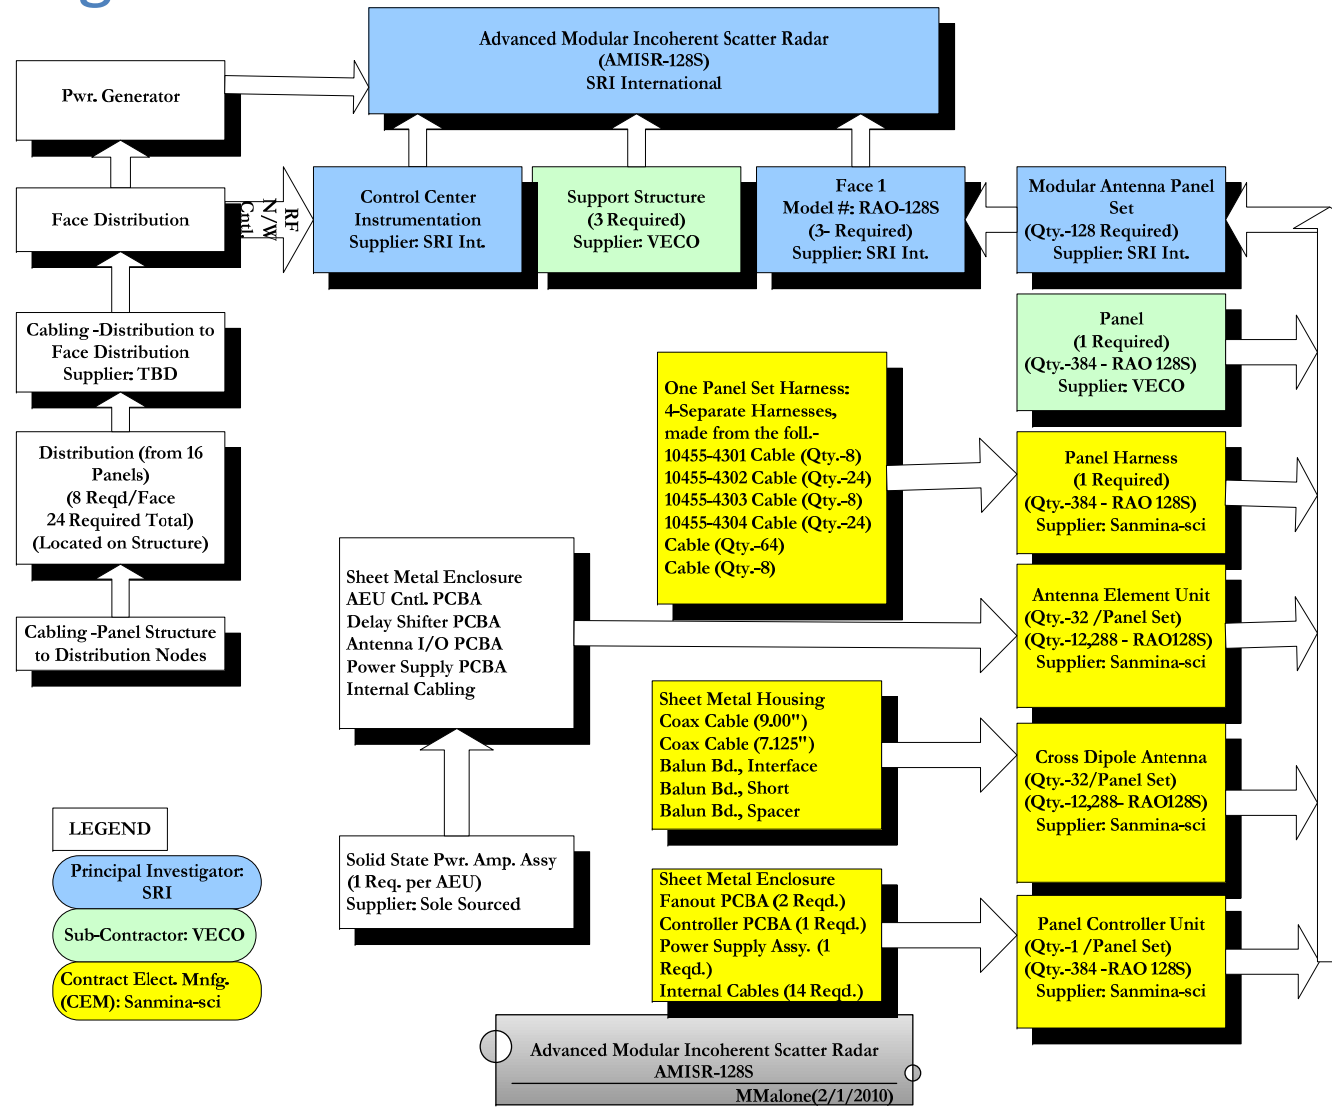 Advanced Modular Incoherent Scatter Radar
(AMISR-128S)
SRI International
Pwr. Generator
Face Distribution
RF
N/W
Cntl.
Control Center
Instrumentation
Supplier: SRI Int.
Support Structure
(3 Required)
Supplier: VECO
Face 1
Model #: RAO-128S
(3- Required)
Supplier: SRI Int.
Modular Antenna Panel
Set
(Qty.-128 Required)
Supplier: SRI Int.
Cabling -Distribution to
Face Distribution
Supplier: TBD
Panel
(1 Required)
(Qty.-384 - RAO 128S)
Supplier: VECO
One Panel Set Harness:
4-Separate Harnesses,
made from the foll.-
10455-4301 Cable (Qty.-8)
10455-4302 Cable (Qty.-24)
10455-4303 Cable (Qty.-8)
10455-4304 Cable (Qty.-24)
Cable (Qty.-64)
Cable (Qty.-8)
Panel Harness
(1 Required)
(Qty.-384 - RAO 128S)
Supplier: Sanmina-sci
Distribution (from 16
Panels)
(8 Reqd/Face
24 Required Total)
(Located on Structure)
Cabling -Panel Structure
to Distribution Nodes
Sheet Metal Enclosure
AEU Cntl. PCBA
Delay Shifter PCBA
Antenna I/O PCBA
Power Supply PCBA
Internal Cabling
Antenna Element Unit
(Qty.-32 /Panel Set)
(Qty.-12,288 - RAO128S)
Supplier: Sanmina-sci
Sheet Metal Housing
Coax Cable (9.00")
Coax Cable (7.125")
Balun Bd., Interface
Balun Bd., Short
Balun Bd., Spacer
Cross Dipole Antenna
(Qty.-32/Panel Set)
(Qty.-12,288- RAO128S)
Supplier: Sanmina-sci
Solid State Pwr. Amp. Assy
(1 Req. per AEU)
Supplier: Sole Sourced
Sheet Metal Enclosure
Fanout PCBA (2 Reqd.)
Controller PCBA (1 Reqd.)
Power Supply Assy. (1
Reqd.)
Internal Cables (14 Reqd.)
Panel Controller Unit
(Qty.-1 /Panel Set)
(Qty.-384 -RAO 128S)
Supplier: Sanmina-sci
LEGEND
Principal Investigator:
SRI
Sub-Contractor: VECO
Contract Elect. Mnfg.
(CEM): Sanmina-sci
Advanced Modular Incoherent Scatter Radar
AMISR-128S
MMalone(2/1/2010)